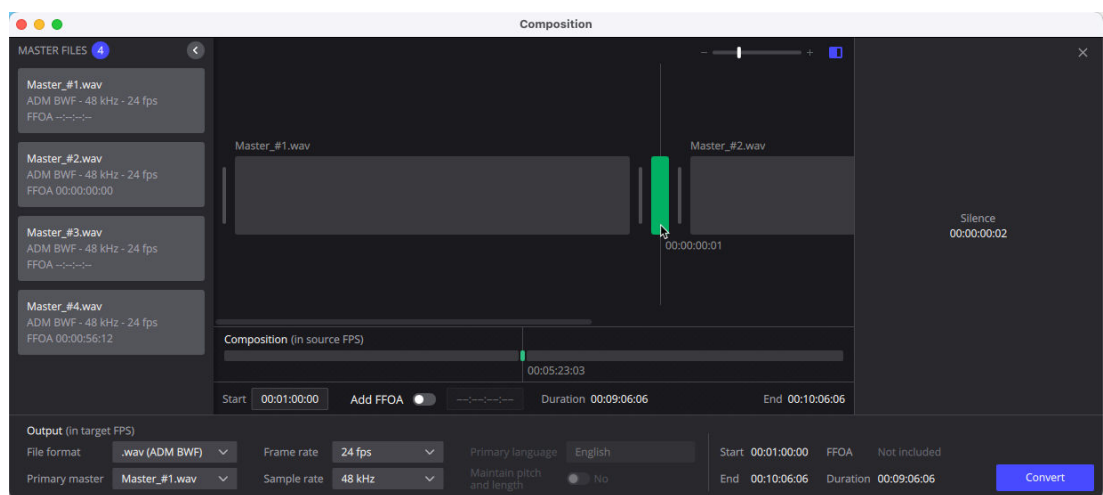 Composition
MASTER FILES 4
Master_#1.wav
ADM BWF - 48 kHz - 24 fps
FFOA --:--:--:--
Master_#2.wav
ADM BWF - 48 kHz - 24 fps
FFOA 00:00:00:00
Master_#3.wav
ADM BWF - 48 kHz - 24 fps
FFOA --:--:--:--
Master_#4.wav
ADM BWF - 48 kHz - 24 fps
FFOA 00:00:56:12
Master_#1.wav
Master_#2.wav
00:00:00:01
Composition (in source FPS)
00:05:23:03
Start 00:01:00:00 Add FFOA --:--:--:-- Duration 00:09:06:06 End 00:10:06:06
Silence
00:00:00:02
Output (in target FPS)
File format .wav (ADM BWF) Frame rate 24 fps Primary language English Start 00:01:00:00 FFOA Not included
Primary master Master_#1.wav Sample rate 48 kHz Maintain pitch
and length No End 00:10:06:06 Duration 00:09:06:06 Convert